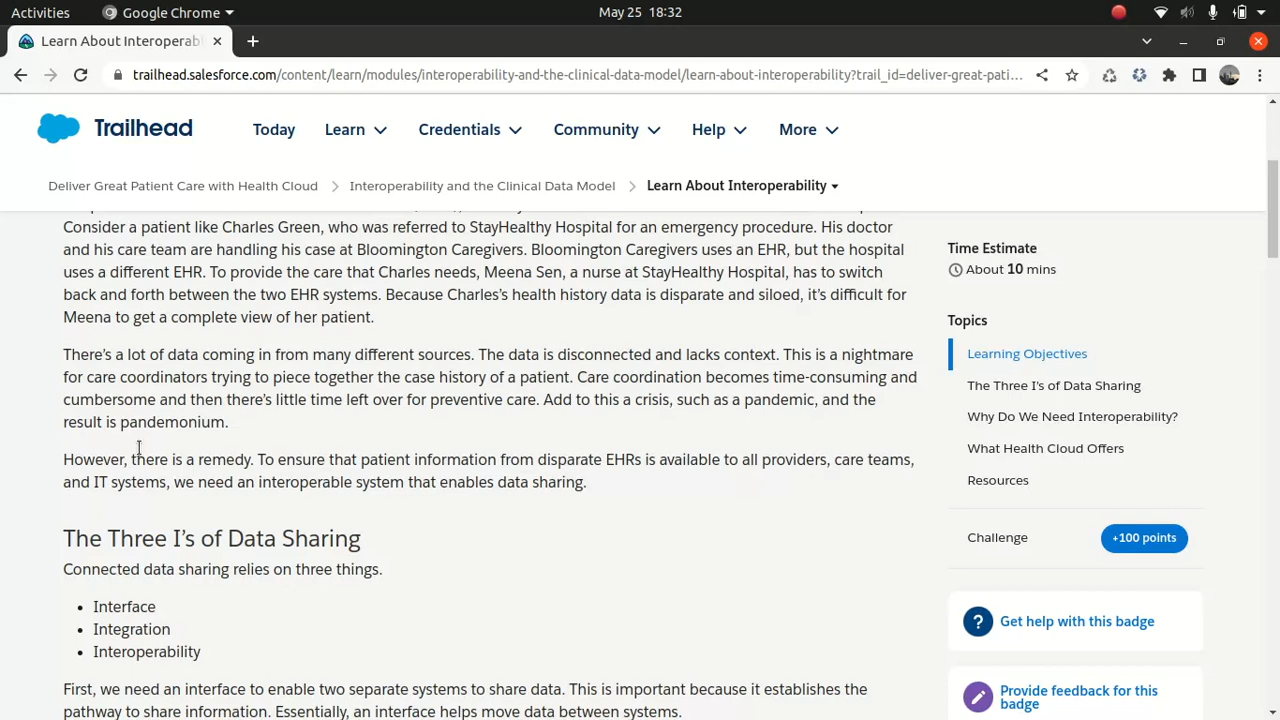 Activities
Google Chrome
May 25 18:32
Learn About Interoperab
trailhead.salesforce.com/content/learn/modules/interoperability-and-the-clinical-data-model/learn-about-interoperability?trail_id=deliver-great-pati...
Trailhead
Today
Learn
Credentials
Community
Help
More
Deliver Great Patient Care with Health Cloud
Interoperability and the Clinical Data Model
Learn About Interoperability
Consider a patient like Charles Green, who was referred to StayHealthy Hospital for an emergency procedure. His doctor
and his care team are handling his case at Bloomington Caregivers. Bloomington Caregivers uses an EHR, but the hospital
uses a different EHR. To provide the care that Charles needs, Meena Sen, a nurse at StayHealthy Hospital, has to switch
back and forth between the two EHR systems. Because Charles’s health history data is disparate and siloed, it’s difficult for
Meena to get a complete view of her patient.
There’s a lot of data coming in from many different sources. The data is disconnected and lacks context. This is a nightmare
for care coordinators trying to piece together the case history of a patient. Care coordination becomes time-consuming and
cumbersome and then there’s little time left over for preventive care. Add to this a crisis, such as a pandemic, and the
result is pandemonium.
However, there is a remedy. To ensure that patient information from disparate EHRs is available to all providers, care teams,
and IT systems, we need an interoperable system that enables data sharing.
The Three I’s of Data Sharing
Connected data sharing relies on three things.
• Interface
• Integration
• Interoperability
First, we need an interface to enable two separate systems to share data. This is important because it establishes the
pathway to share information. Essentially, an interface helps move data between systems.
Time Estimate
About 10 mins
Topics
Learning Objectives
The Three I's of Data Sharing
Why Do We Need Interoperability?
What Health Cloud Offers
Resources
Challenge
+100 points
Get help with this badge
Provide feedback for this
badge